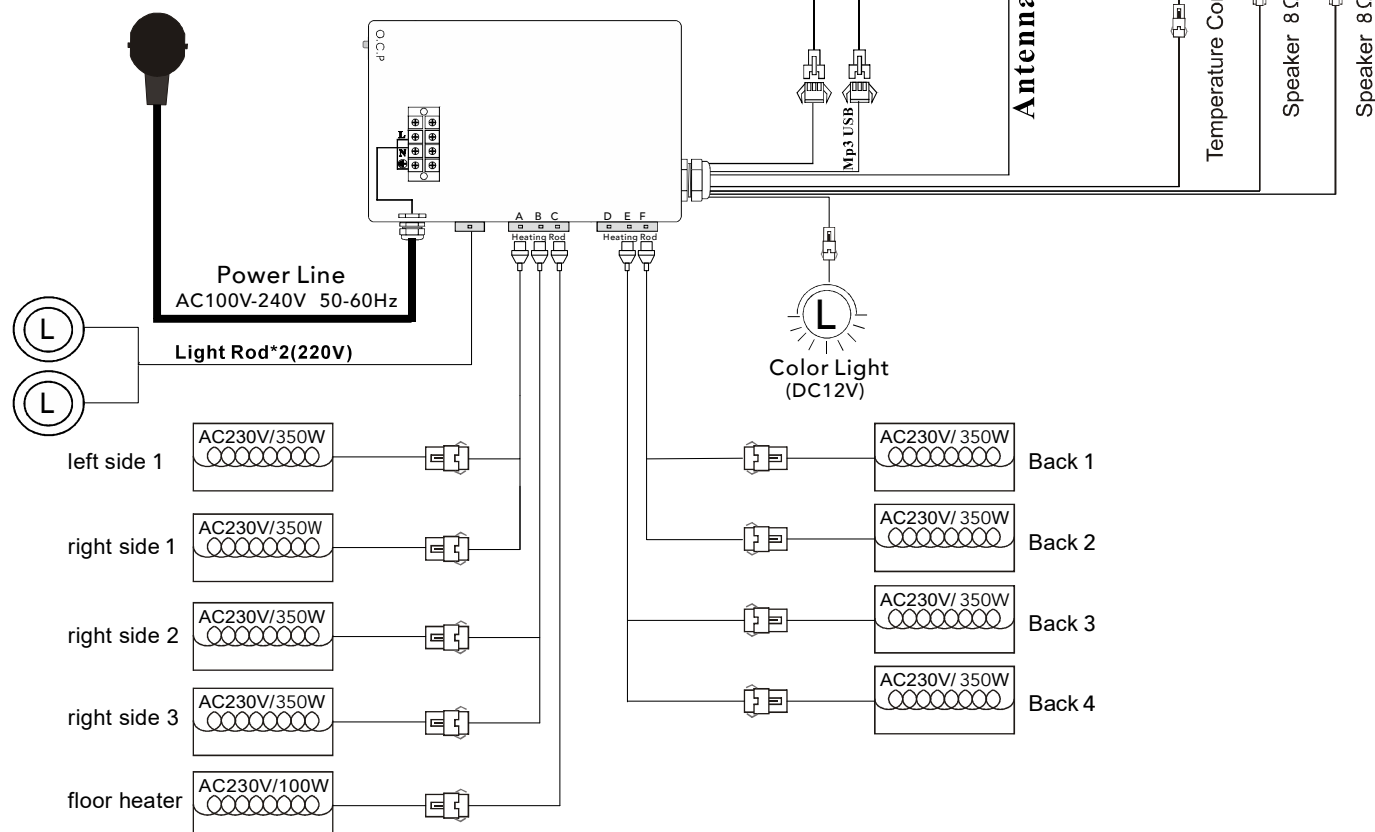 O.C.P
L
N
A B C
Heating Rod
D E F
Heating Rod
Mp3 USB
Antenna
Temperature Co
Speaker 8Ω
Speaker 8Ω
Power Line
AC100V-240V 50-60Hz
L
L
Light Rod*2(220V)
L
Color Light
(DC12V)
left side 1
AC230V/350W
right side 1
AC230V/350W
right side 2
AC230V/350W
right side 3
AC230V/350W
floor heater
AC230V/100W
AC230V/ 350W
Back 1
AC230V/ 350W
Back 2
AC230V/ 350W
Back 3
AC230V/ 350W
Back 4